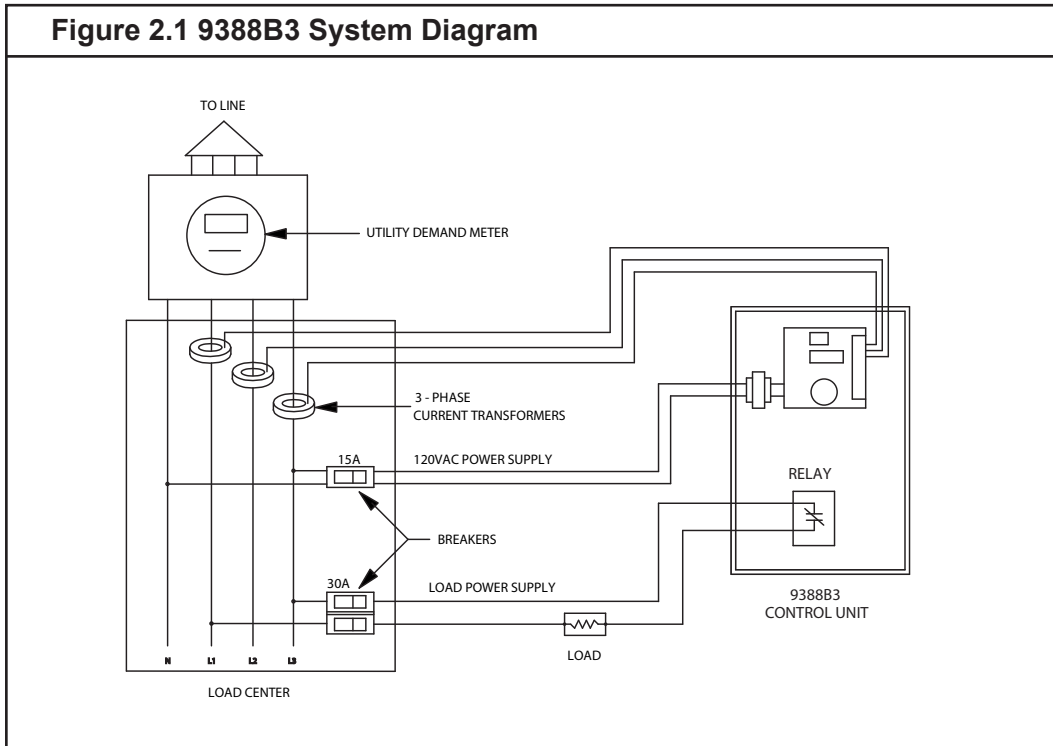 Figure 2.1 9388B3 System Diagram
TO LINE
UTILITY DEMAND METER
3 - PHASE
CURRENT TRANSFORMERS
15A
120VAC POWER SUPPLY
RELAY
BREAKERS
30A
LOAD POWER SUPPLY
9388B3
CONTROL UNIT
LOAD
N L1 L2 L3
LOAD CENTER